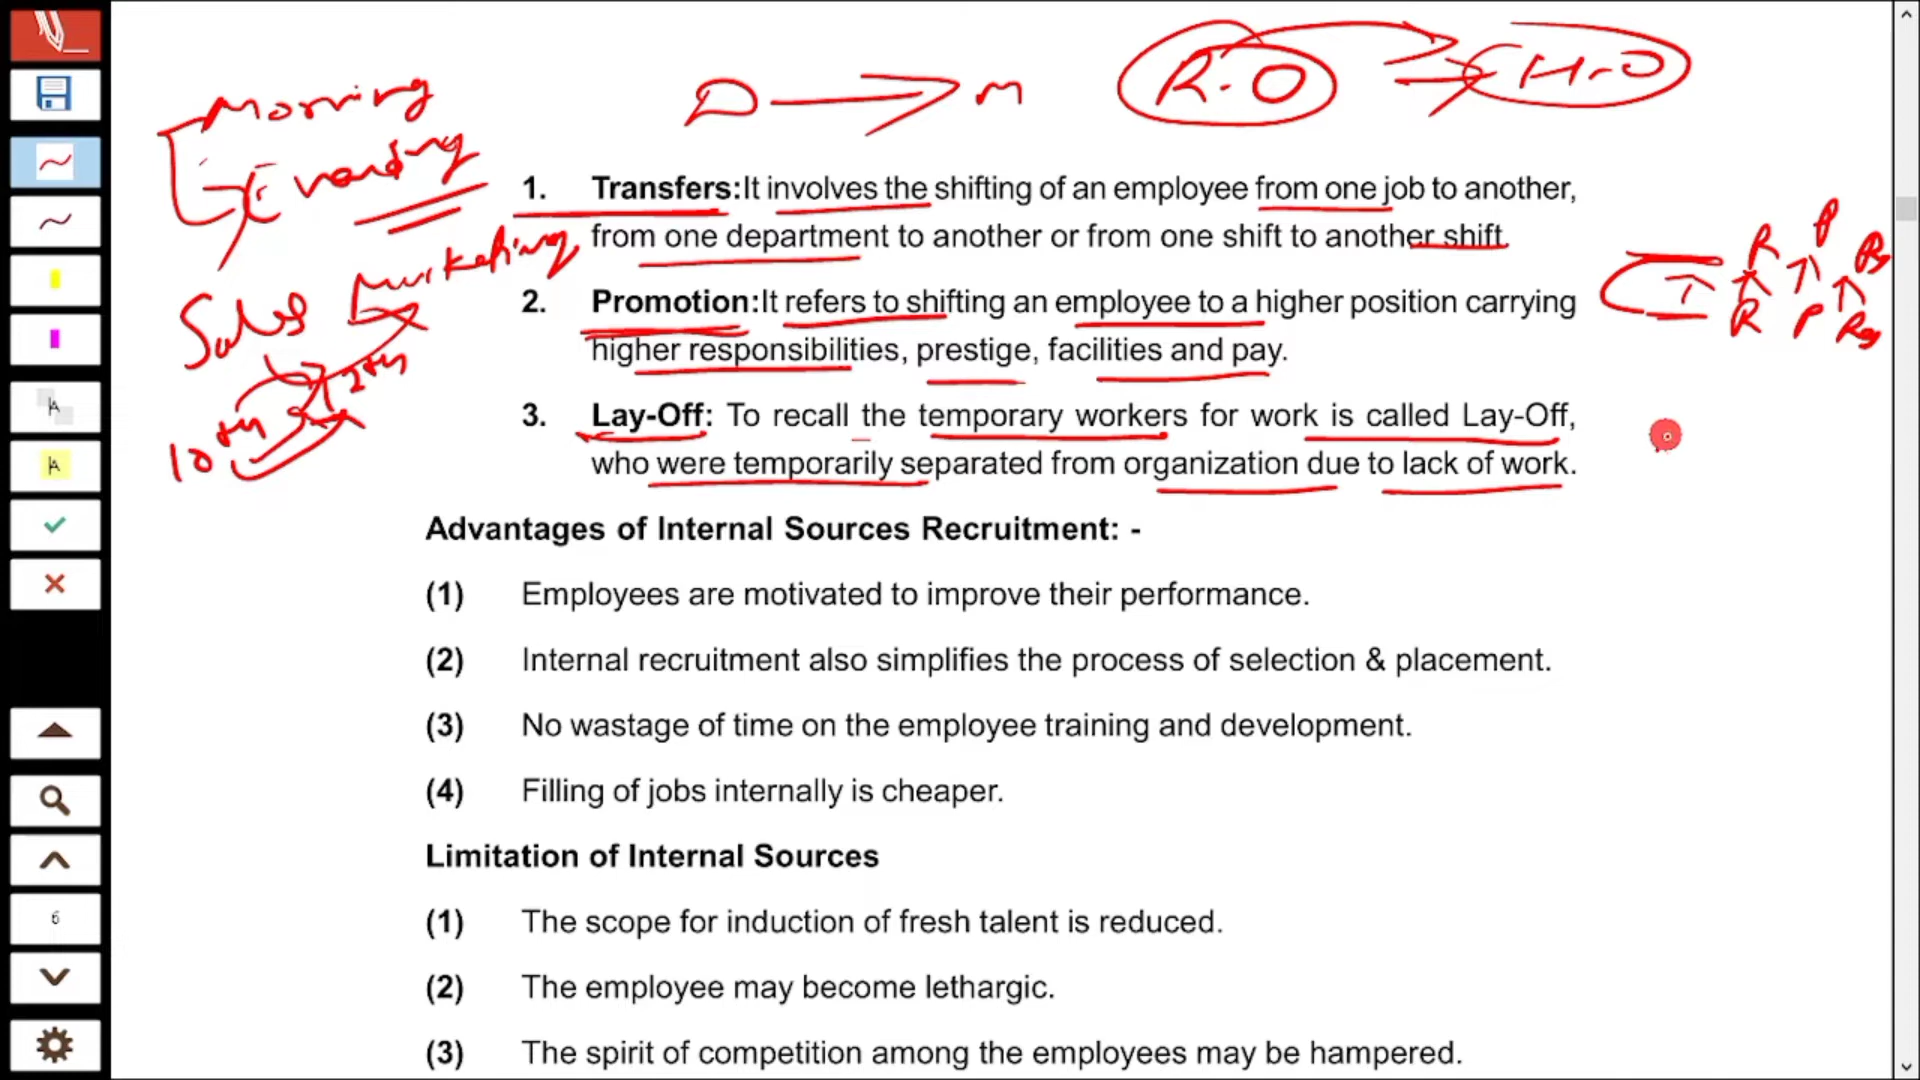 D → m R.O → H.O
Morning
Evening
1. Transfers:It involves the shifting of an employee from one job to another,
from one department to another or from one shift to another shift.
Sales Marketing
2. Promotion:It refers to shifting an employee to a higher position carrying
higher responsibilities, prestige, facilities and pay.
R P
R P
10th 12th
3. Lay-Off: To recall the temporary workers for work is called Lay-Off,
who were temporarily separated from organization due to lack of work.
Advantages of Internal Sources Recruitment: -
(1) Employees are motivated to improve their performance.
(2) Internal recruitment also simplifies the process of selection & placement.
(3) No wastage of time on the employee training and development.
(4) Filling of jobs internally is cheaper.
Limitation of Internal Sources
(1) The scope for induction of fresh talent is reduced.
(2) The employee may become lethargic.
(3) The spirit of competition among the employees may be hampered.
6